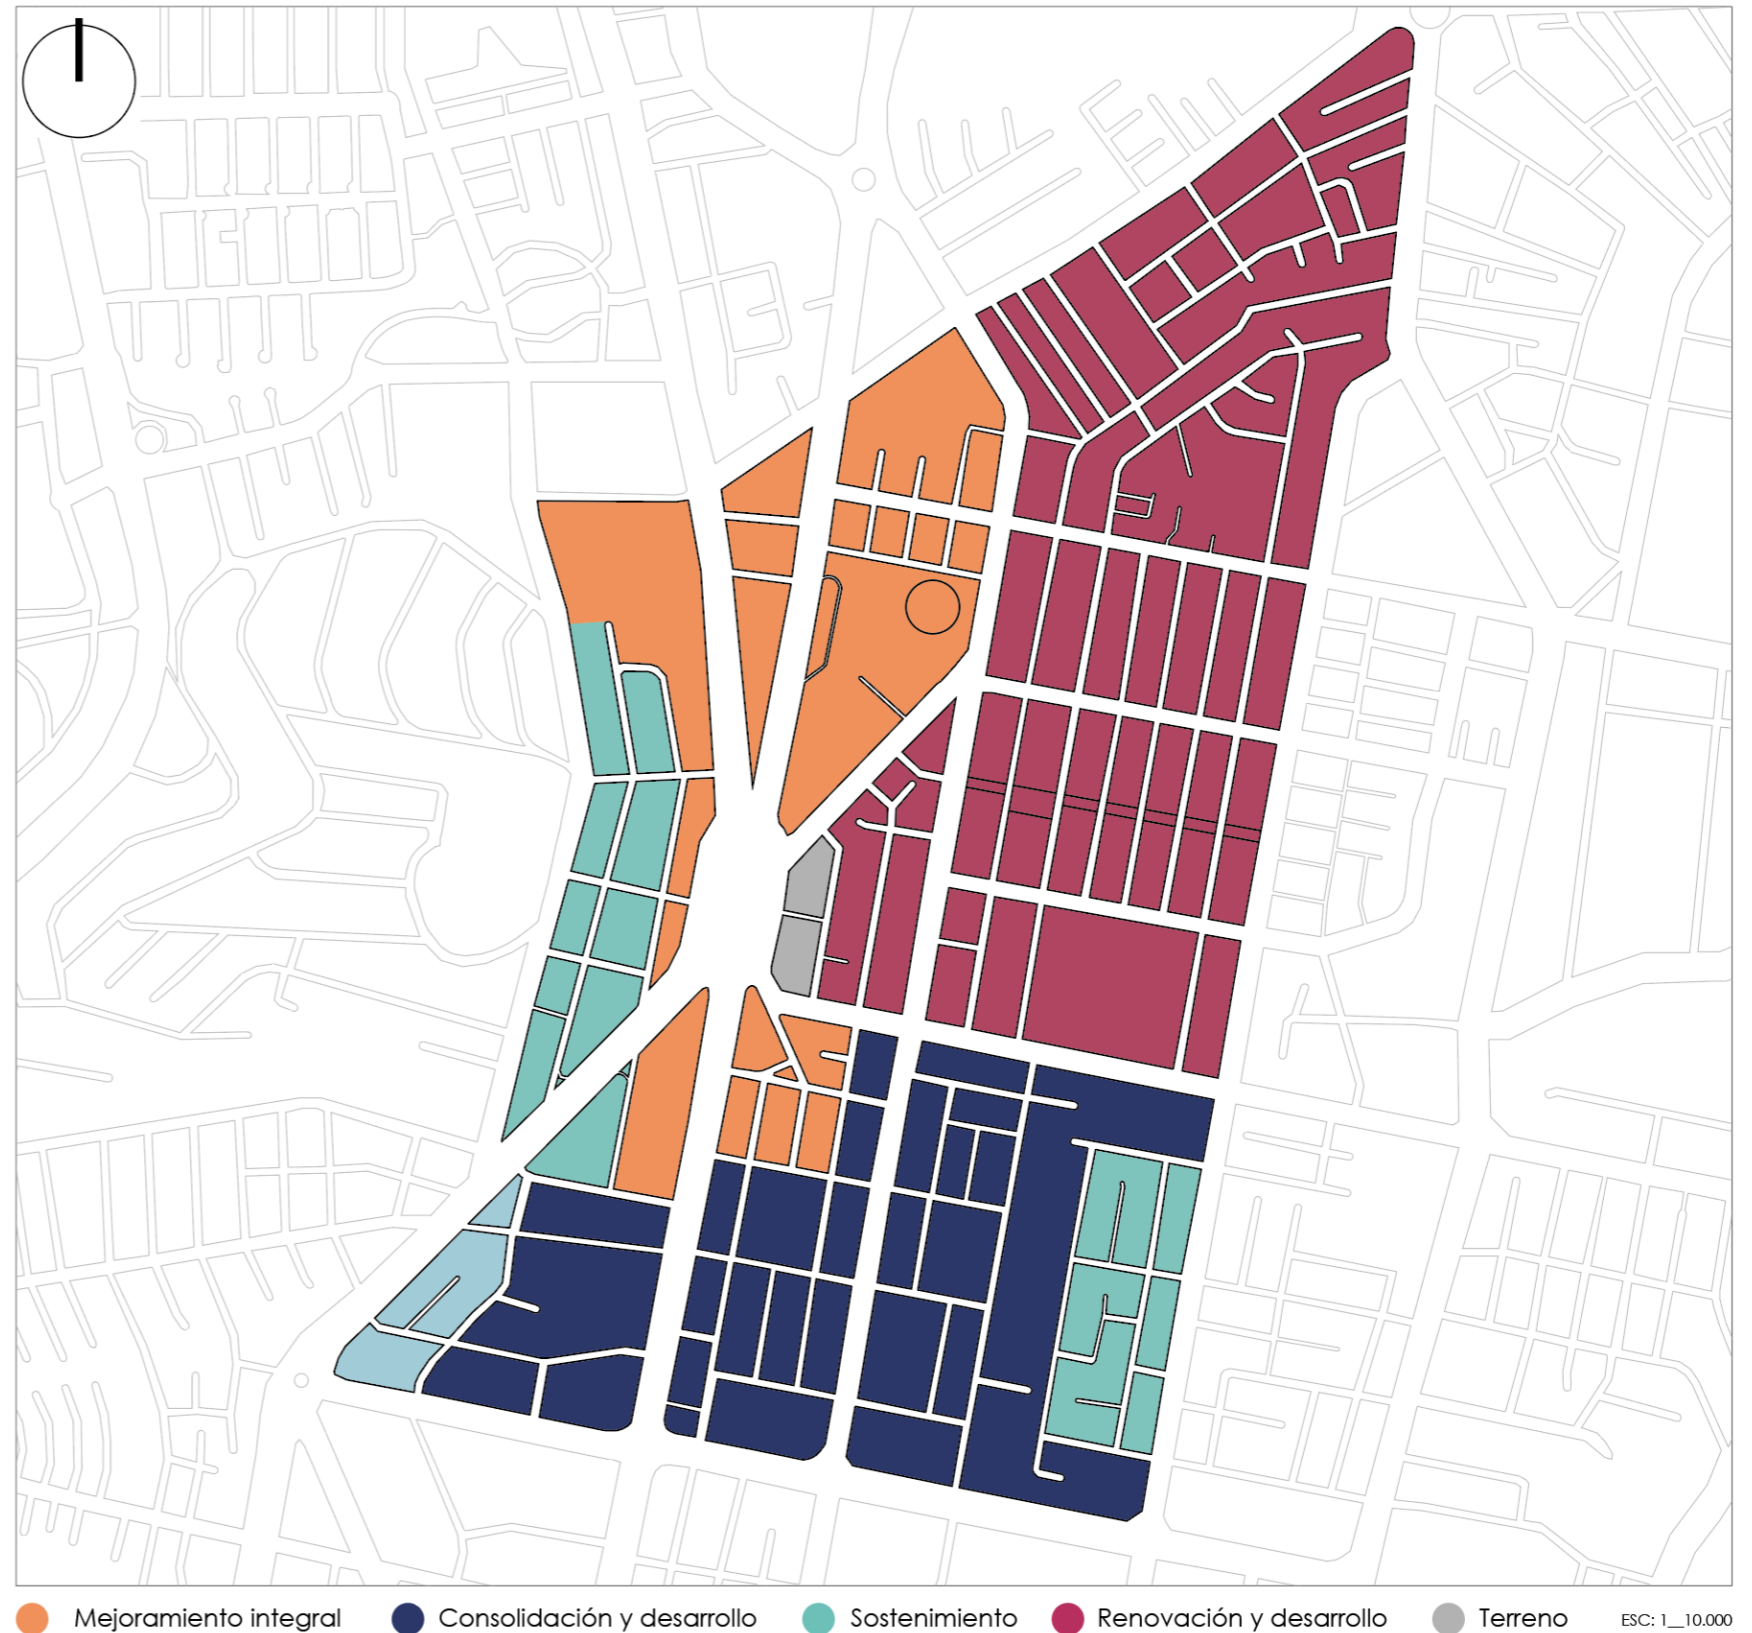 Mejoramiento integral
Consolidación y desarrollo
Sostenimiento
Renovación y desarrollo
Terreno
ESC: 1__10.000